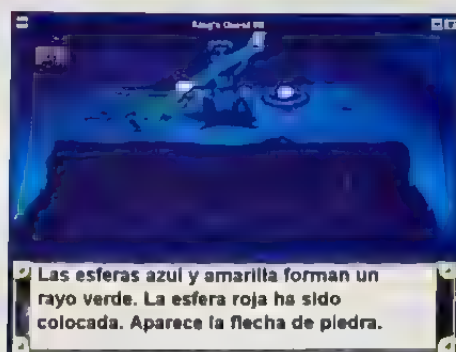 Las esferas azul y amarilla forman un
rayo verde. La esfera roja ha sido
colocada. Aparece la flecha de piedra.